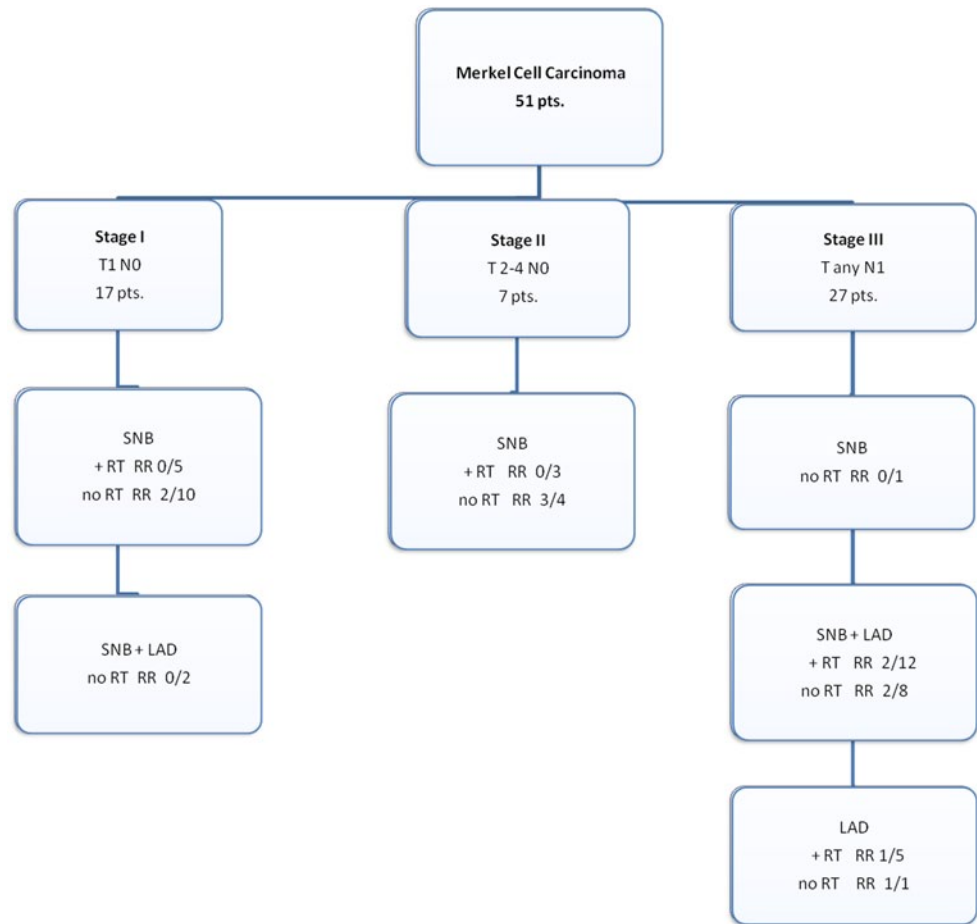 Merkel Cell Carcinoma
51 pts.
Stage I
T1 N0
17 pts.
Stage II
T 2-4 N0
7 pts.
Stage III
T any N1
27 pts.
SNB
+ RT RR 0/5
no RT RR 2/10
SNB
+ RT RR 0/3
no RT RR 3/4
SNB
no RT RR 0/1
SNB + LAD
no RT RR 0/2
SNB + LAD
+ RT RR 2/12
no RT RR 2/8
LAD
+ RT RR 1/5
no RT RR 1/1